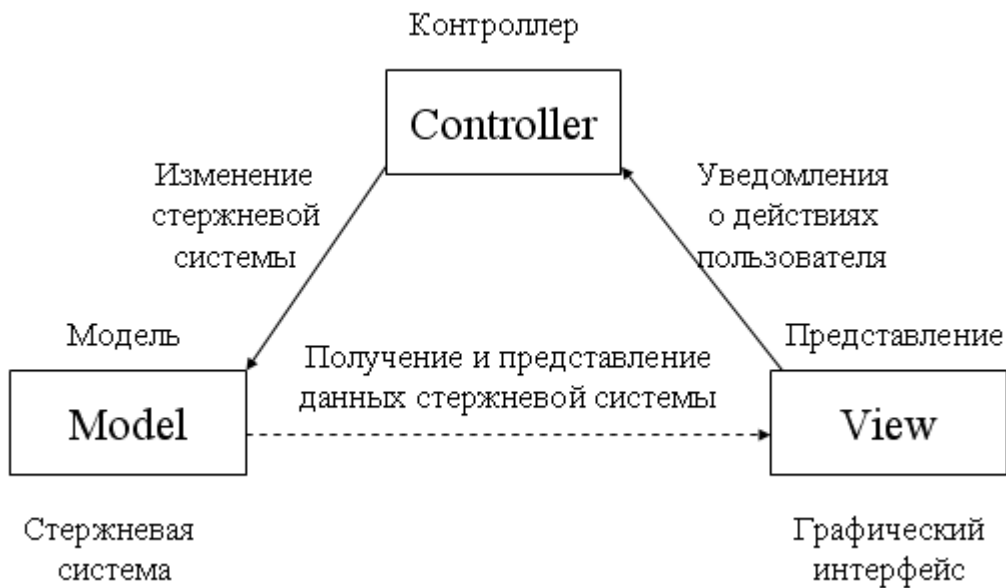 Контроллер
Controller
Изменение
стержневой
системы
Уведомления
о действиях
пользователя
Модель
Представление
Получение и представление
данных стержневой системы
Model
View
Стержневая
система
Графический
интерфейс